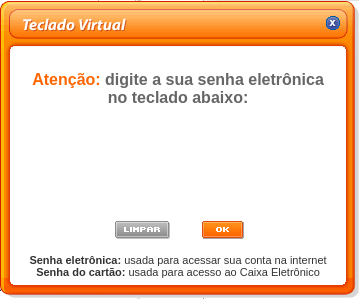 Teclado Virtual
x
Atenção: digite a sua senha eletrônica
no teclado abaixo:
LIMPAR OK
Senha eletrônica: usada para acessar sua conta na internet
Senha do cartão: usada para acesso ao Caixa Eletrônico